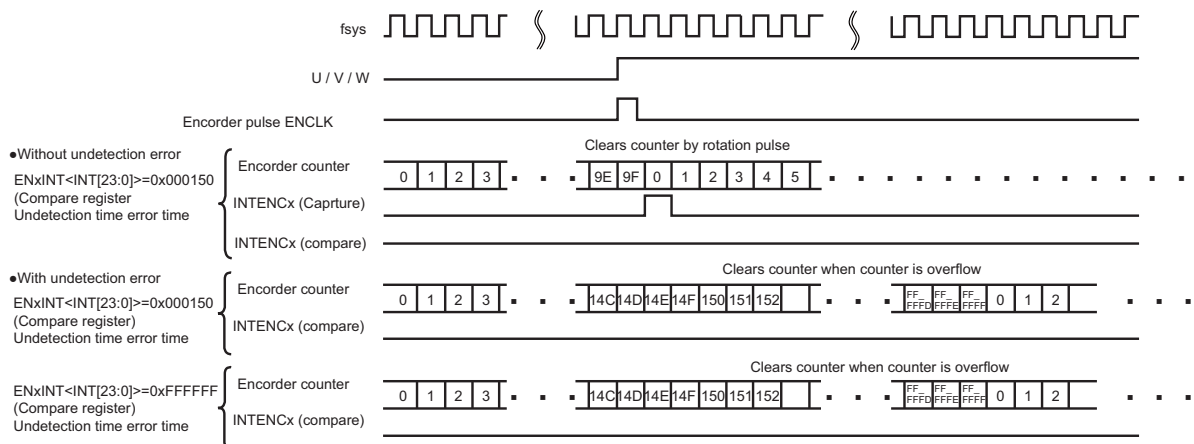 fsys
U / V / W
Encorder pulse ENCLK
Clears counter by rotation pulse
●Without undetection error
ENxINT<INT[23:0]>=0x000150
(Compare register
Undetection time error time
Encorder counter
0 1 2 3 9E 9F 0 1 2 3 4 5
INTENCx (Caprture)
INTENCx (compare)
●With undetection error
ENxINT<INT[23:0]>=0x000150
(Compare register)
Undetection time error time
Clears counter when counter is overflow
Encorder counter
0 1 2 3 14C 14D 14E 14F 150 151 152 FF_FFFD FF_FFFE FF_FFFF 0 1 2
INTENCx (compare)
ENxINT<INT[23:0]>=0xFFFFFF
(Compare register)
Undetection time error time
Clears counter when counter is overflow
Encorder counter
0 1 2 3 14C 14D 14E 14F 150 151 152 FF_FFFD FF_FFFE FF_FFFF 0 1 2
INTENCx (compare)